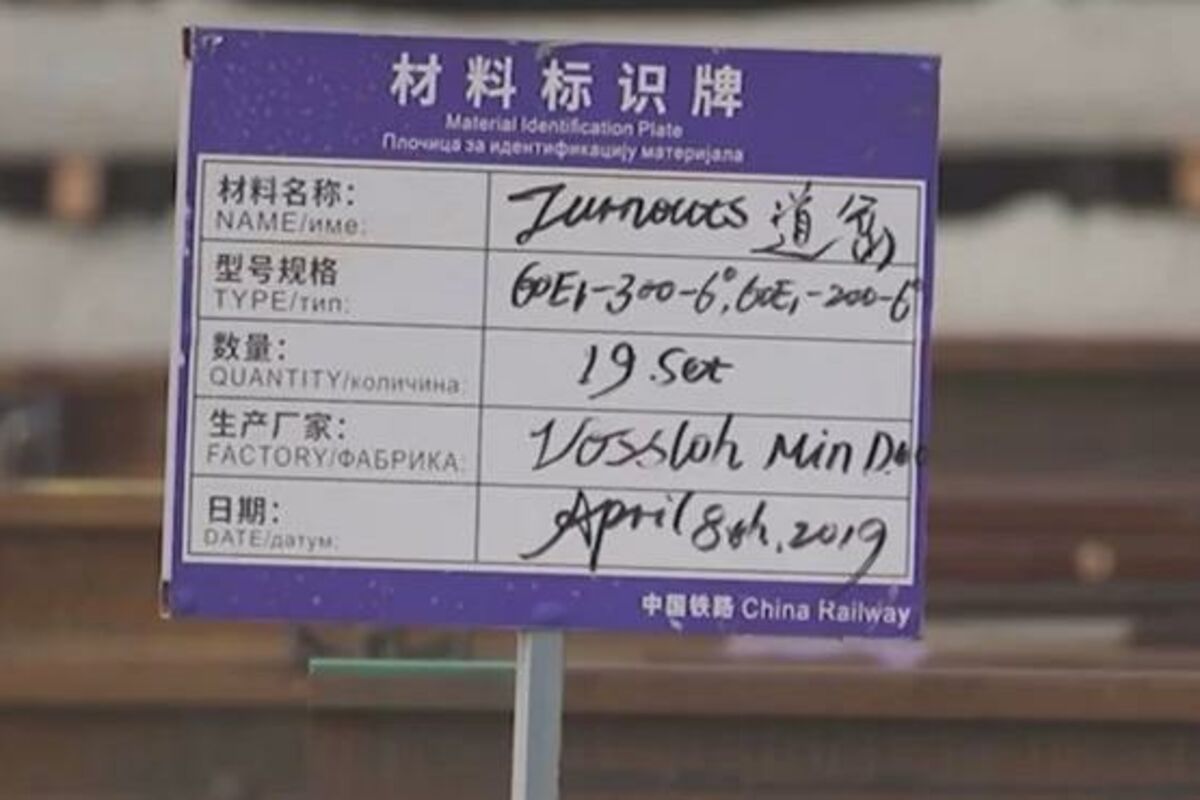 材料标识牌
Material Identification Plate
Плочица за идентификацију материјала
材料名称: Turnouts 道岔
NAME/име:
型号规格 60E1-300-6°, 60E1-200-6°
TYPE/тип:
数量: 19 Set
QUANTITY/количина:
生产厂家: Vossloh Min D.
FACTORY/ФАБРИКА:
日期: April 8th, 2019
DATE/датум:
中国铁路 China Railway